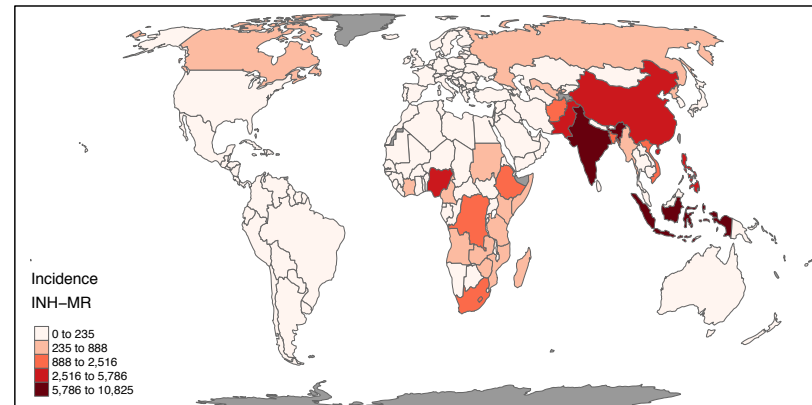 Incidence
INH−MR
0 to 235
235 to 888
888 to 2,516
2,516 to 5,786
5,786 to 10,825